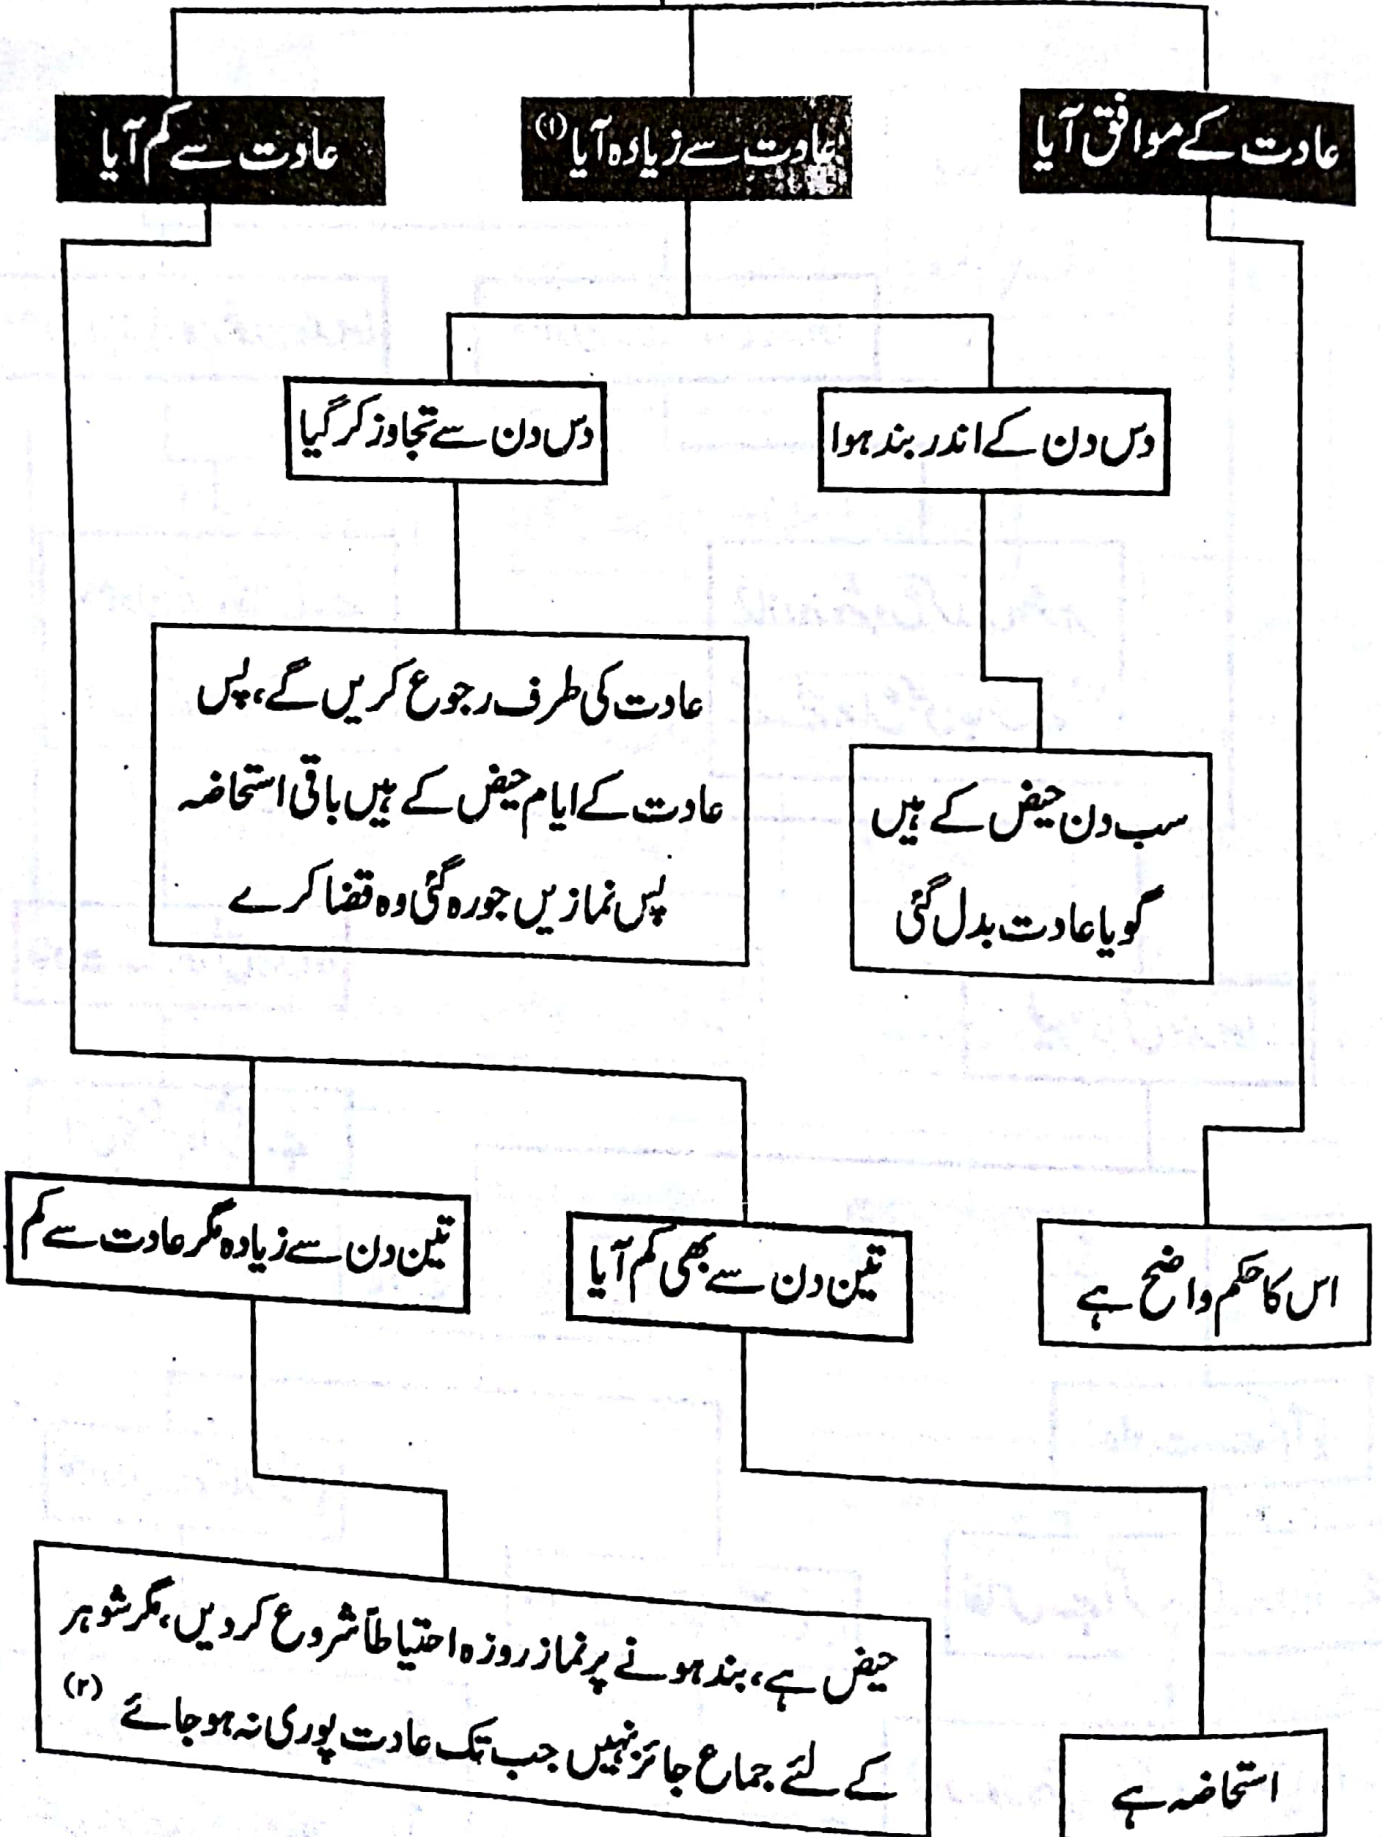 عادت کے موافق آیا
عادت سے زیادہ آیا (۱)
عادت سے کم آیا
دس دن کے اندر بند ہوا
دس دن سے تجاوز کر گیا
سب دن حیض کے ہیں
گویا عادت بدل گئی
عادت کی طرف رجوع کریں گے، پس
عادت کے ایام حیض کے ہیں باقی استحاضہ
پس نمازیں جو رہ گئی وہ قضا کرے
اس کا حکم واضح ہے
تین دن سے بھی کم آیا
تین دن سے زیادہ مگر عادت سے کم
حیض ہے، بند ہونے پر نماز روزہ احتیاطاً شروع کردیں، مگر شوہر
کے لئے جماع جائز نہیں جب تک عادت پوری نہ ہوجائے (۲)
استحاضہ ہے